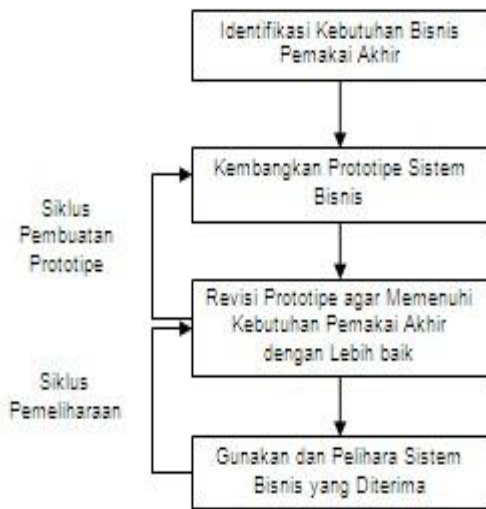 Identifikasi Kebutuhan Bisnis
Pemakai Akhir
Kembangkan Prototipe Sistem
Bisnis
Siklus
Pembuatan
Prototipe
Revisi Prototipe agar Memenuhi
Kebutuhan Pemakai Akhir
dengan Lebih baik
Siklus
Pemeliharaan
Gunakan dan Pelihara Sistem
Bisnis yang Diterima